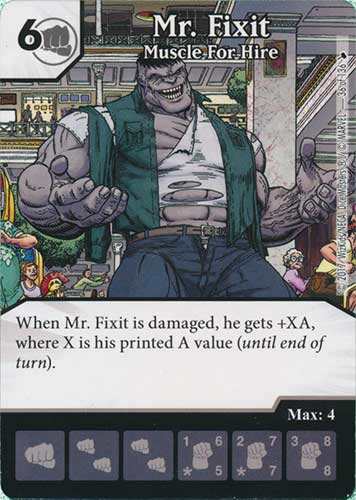 6
Mr. Fixit
Muscle For Hire
When Mr. Fixit is damaged, he gets +XA,
where X is his printed A value (until end of
turn).
Max: 4
1 6
* 5
2 7
* 7
3 8
8